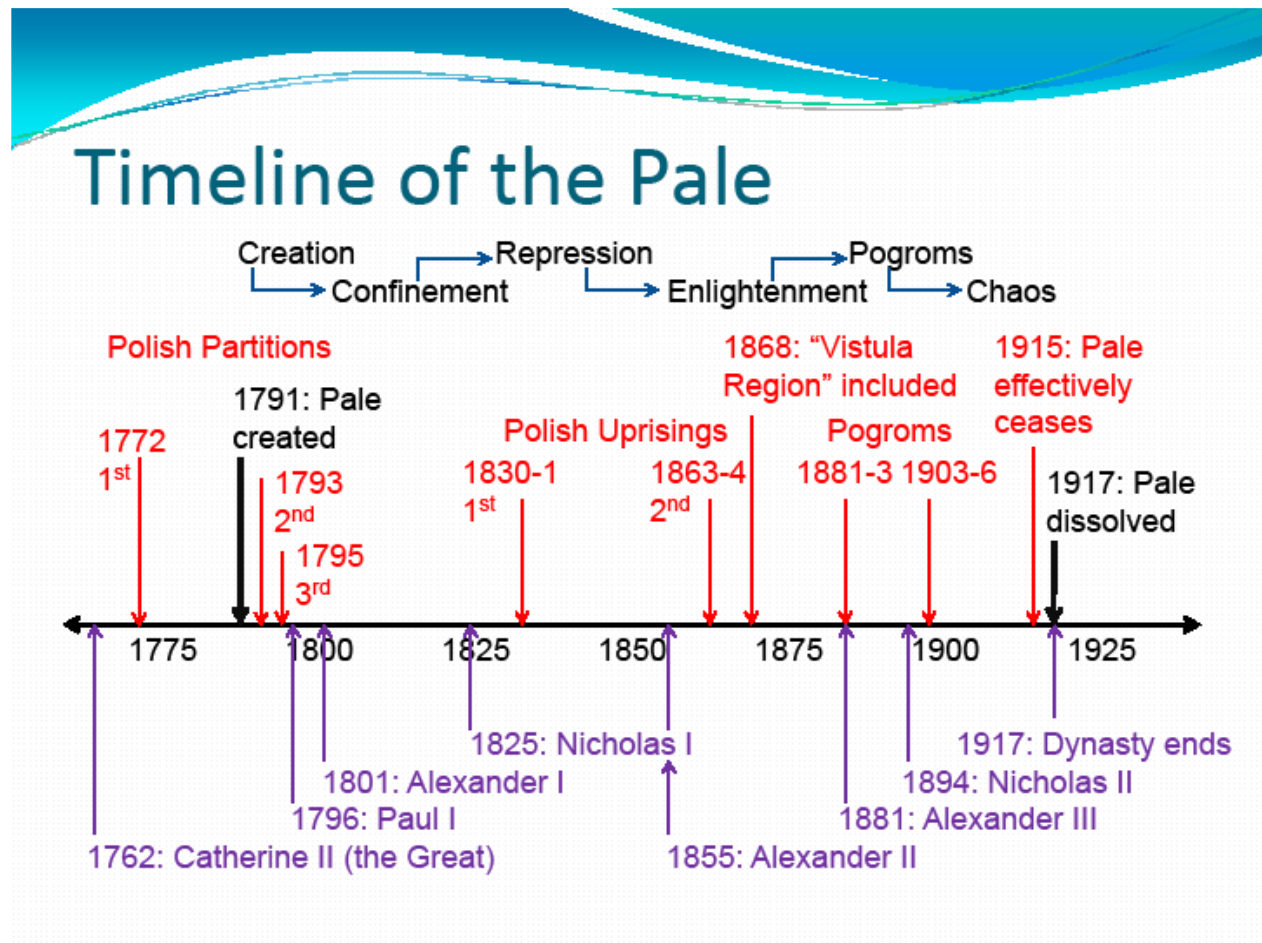 Timeline of the Pale
Creation
Repression
Pogroms
Confinement
Enlightenment
Chaos
Polish Partitions
1868: “Vistula
Region” included
1915: Pale
effectively
ceases
1791: Pale
created
1772
1st
Polish Uprisings
Pogroms
1793
2nd
1830-1
1st
1863-4
2nd
1881-3
1903-6
1917: Pale
dissolved
1795
3rd
1775
1800
1825
1850
1875
1900
1925
1825: Nicholas I
1917: Dynasty ends
1801: Alexander I
1894: Nicholas II
1796: Paul I
1881: Alexander III
1762: Catherine II (the Great)
1855: Alexander II